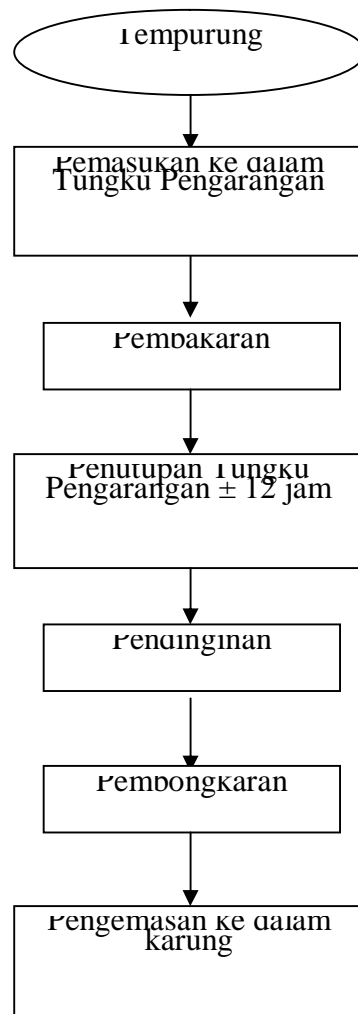 Tempurung
Pemasukan ke dalam
Tungku Pengarangan
Pembakaran
Penutupan Tungku
Pengarangan ± 12 jam
Pendinginan
Pembongkaran
Pengemasan ke dalam
karung